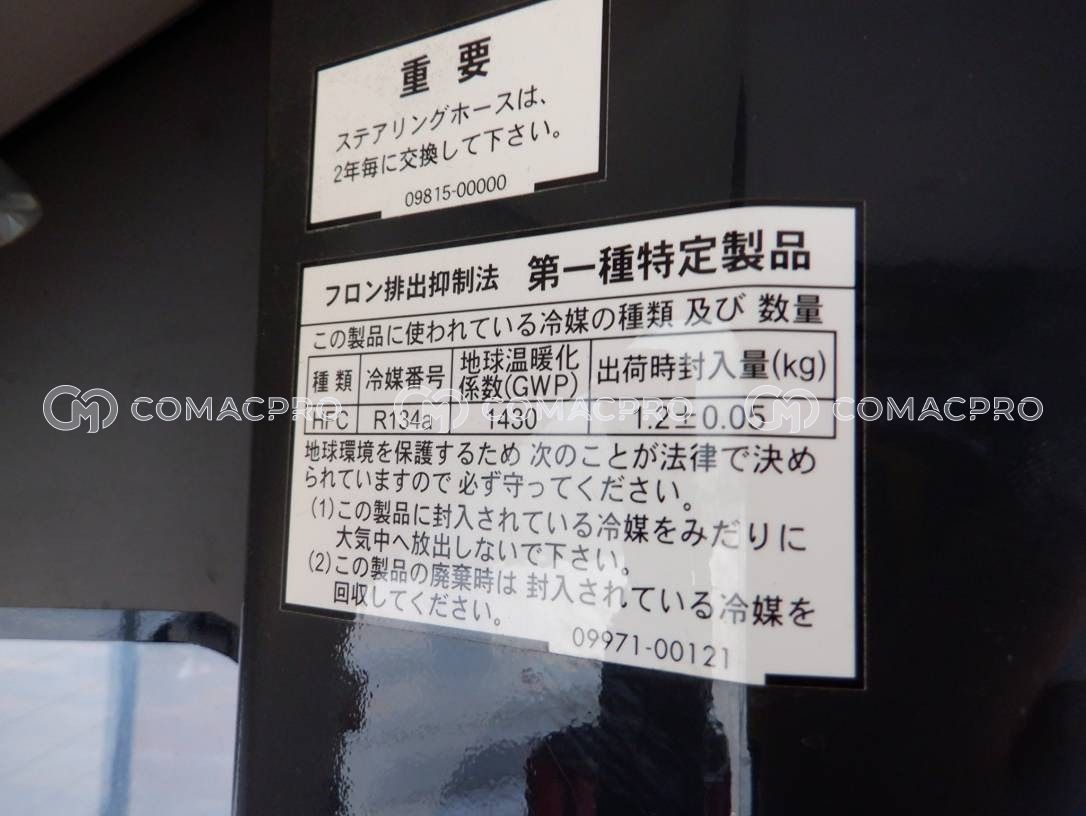 重要
ステアリングホースは、
2年毎に交換して下さい。
09815-00000
フロン排出抑制法 第一種特定製品
この製品に使われている冷媒の種類 及び 数量
種類 冷媒番号 地球温暖化係数(GWP) 出荷時封入量(kg)
HFC R134a 1430 1.2±0.05
COMACPRO COMACPRO COMACPRO
地球環境を保護するため 次のことが法律で決め
られていますので 必ず守ってください。
(1)この製品に封入されている冷媒をみだりに
大気中へ放出しないで下さい。
(2)この製品の廃棄時は 封入されている冷媒を
回収してください。
09971-00121